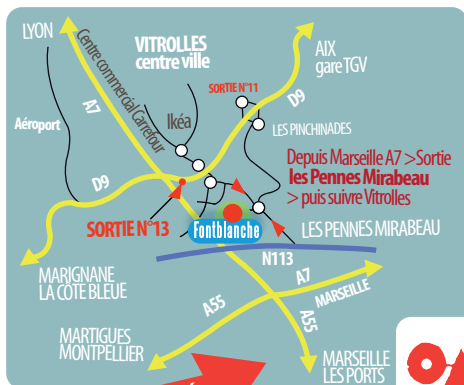 LYON
VITROLLES
centre ville
AIX
gare TGV
Centre commercial Carrefour
SORTIE N°11
D9
A7
Ikéa
Aéroport
LES PINCHINADES
Depuis Marseille A7 >Sortie
les Pennes Mirabeau
> puis suivre Vitrolles
D9
SORTIE N°13
Fontblanche
LES PENNES MIRABEAU
N113
MARIGNANE
LA COTE BLEUE
A7
MARSEILLE
A55
A55
MARTIGUES
MONTPELLIER
MARSEILLE
LES PORTS